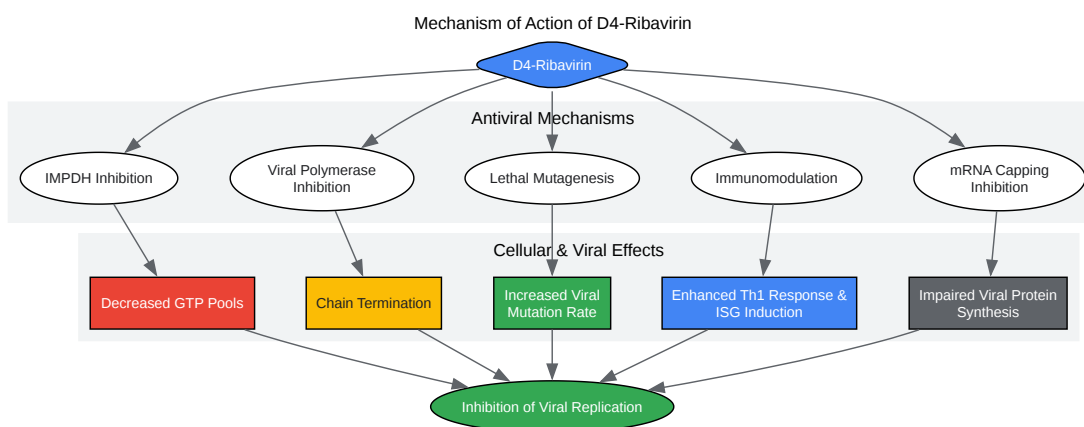 Mechanism of Action of D4-Ribavirin
D4-Ribavirin
Antiviral Mechanisms
IMPDH Inhibition
Viral Polymerase
Inhibition
Lethal Mutagenesis
Immunomodulation
mRNA Capping
Inhibition
Cellular & Viral Effects
Decreased GTP Pools
Chain Termination
Increased Viral
Mutation Rate
Enhanced Th1 Response &
ISG Induction
Impaired Viral Protein
Synthesis
Inhibition of Viral Replication